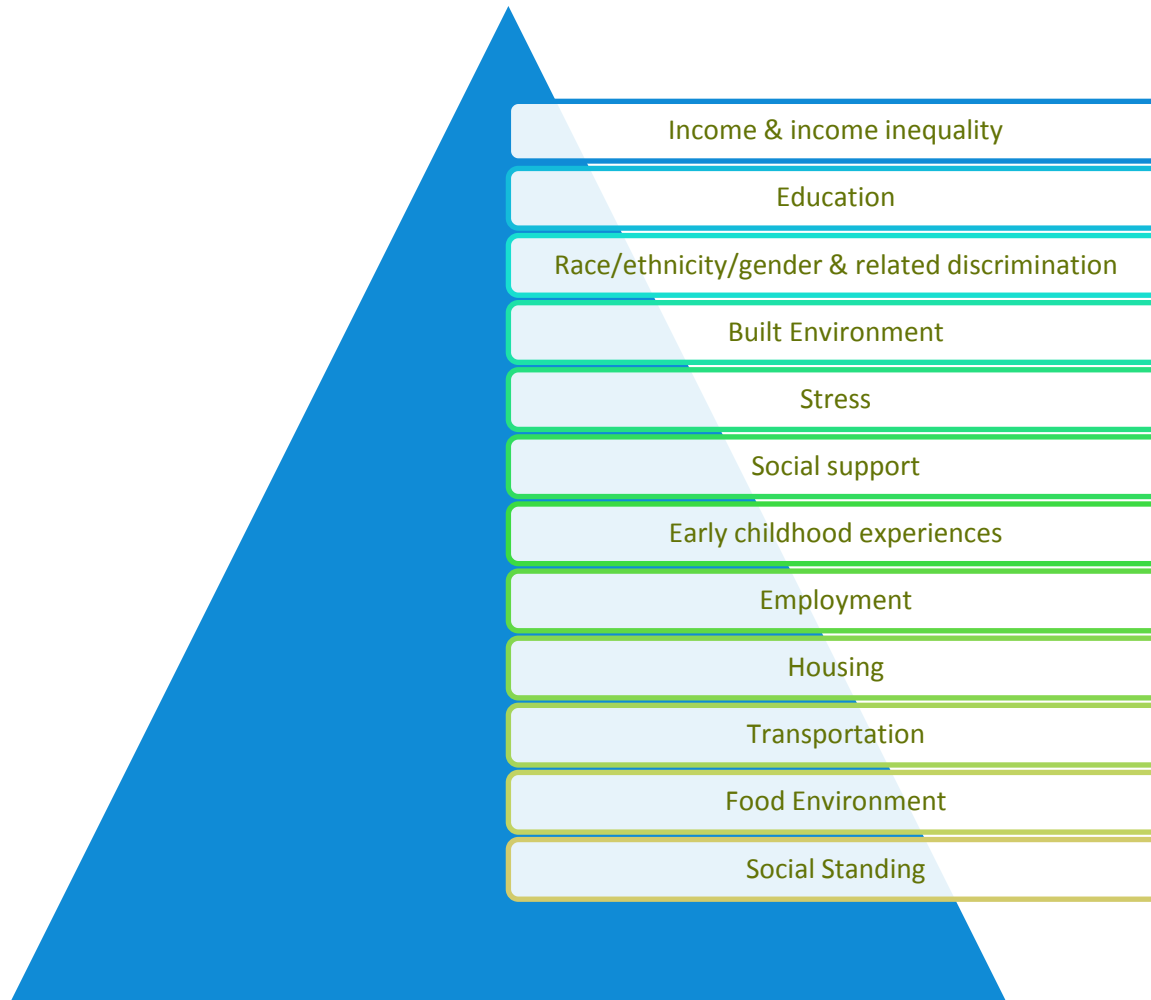 Income & income inequality
Education
Race/ethnicity/gender & related discrimination
Built Environment
Stress
Social support
Early childhood experiences
Employment
Housing
Transportation
Food Environment
Social Standing